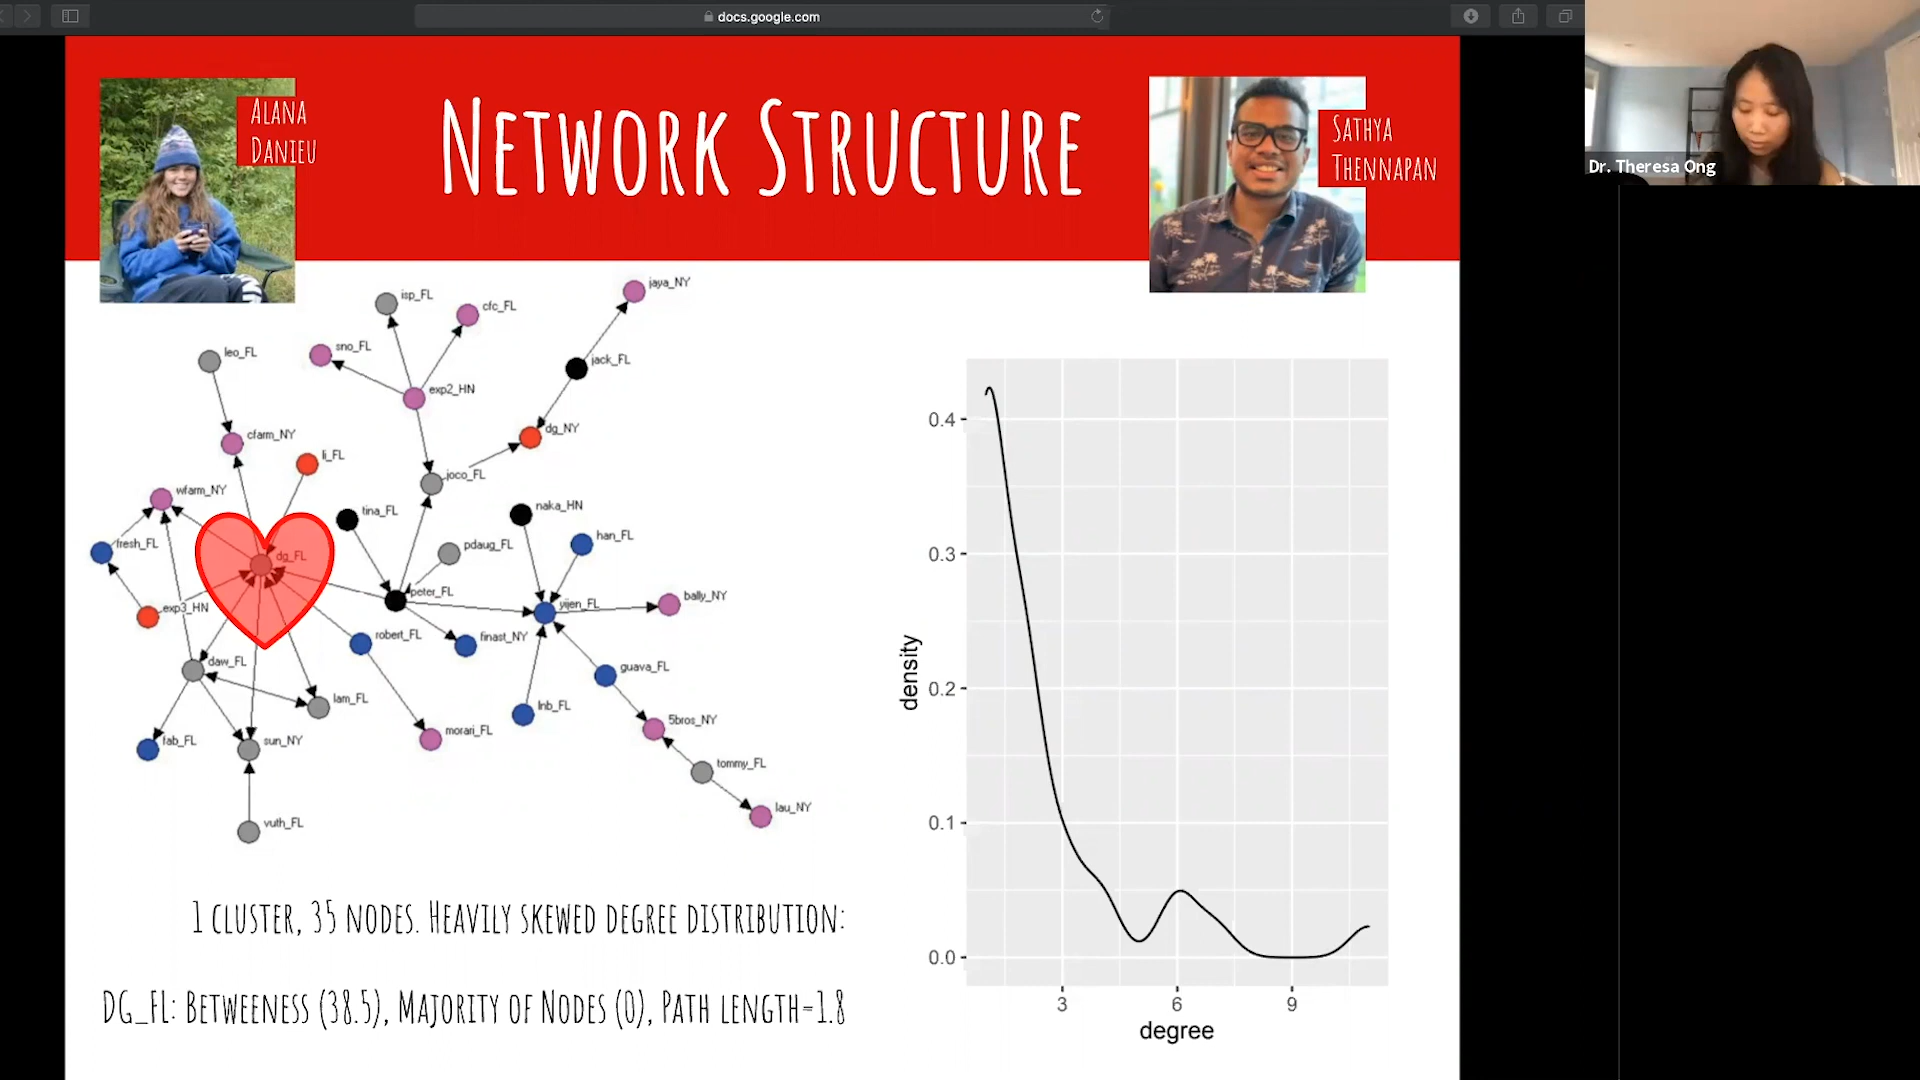 docs.google.com
ALANA
DANIEU
NETWORK STRUCTURE
SATHYA
THENNAPAN
Dr. Theresa Ong
jaya_NY
isp_FL
cfc_FL
sno_FL
leo_FL
jack_FL
exp2_HN
dg_NY
cfarm_NY
li_FL
joco_FL
wfarm_NY
tina_FL
naka_HN
fresh_FL
dg_FL
pdaug_FL
han_FL
exp3_HN
peter_FL
yijen_FL
bally_NY
robert_FL
finast_NY
daw_FL
guava_FL
lam_FL
lnb_FL
5bros_NY
morari_FL
fab_FL
sun_NY
tommy_FL
lau_NY
vuth_FL
0.4
0.3
0.2
0.1
0.0
density
3 6 9
degree
1 CLUSTER, 35 NODES. HEAVILY SKEWED DEGREE DISTRIBUTION:
DG_FL: BETWEENESS (38.5), MAJORITY OF NODES (0), PATH LENGTH=1.8